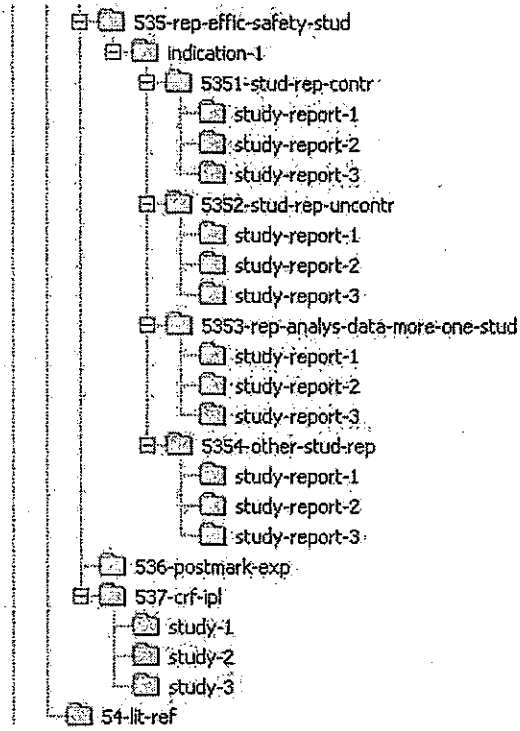 535-rep-effic-safety-stud
indication-1
5351-stud-rep-contr
study-report-1
study-report-2
study-report-3
5352-stud-rep-uncontr
study-report-1
study-report-2
study-report-3
5353-rep-analys-data-more-one-stud
study-report-1
study-report-2
study-report-3
5354-other-stud-rep
study-report-1
study-report-2
study-report-3
536-postmark-exp
537-crf-ipl
study-1
study-2
study-3
54-lit-ref